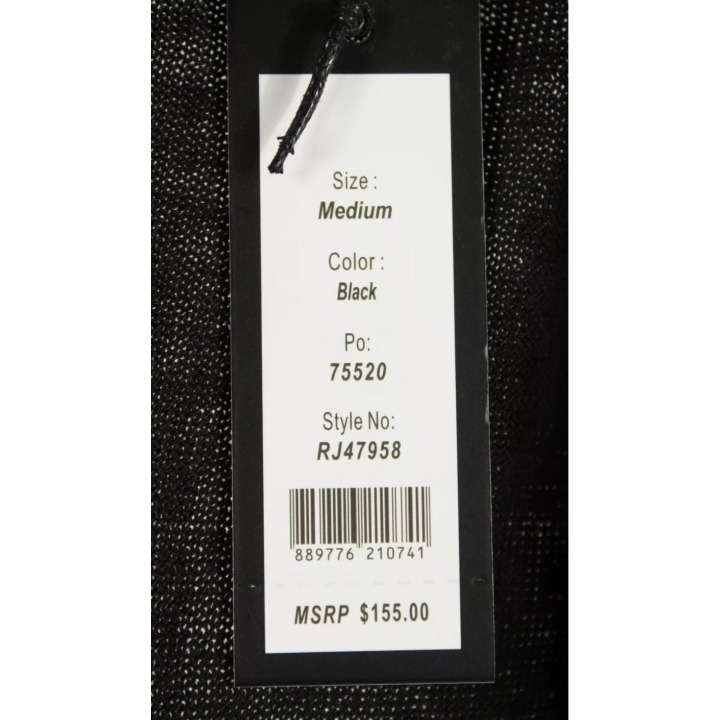 Size :
Medium
Color :
Black
Po:
75520
Style No:
RJ47958
889776 210741
MSRP $155.00